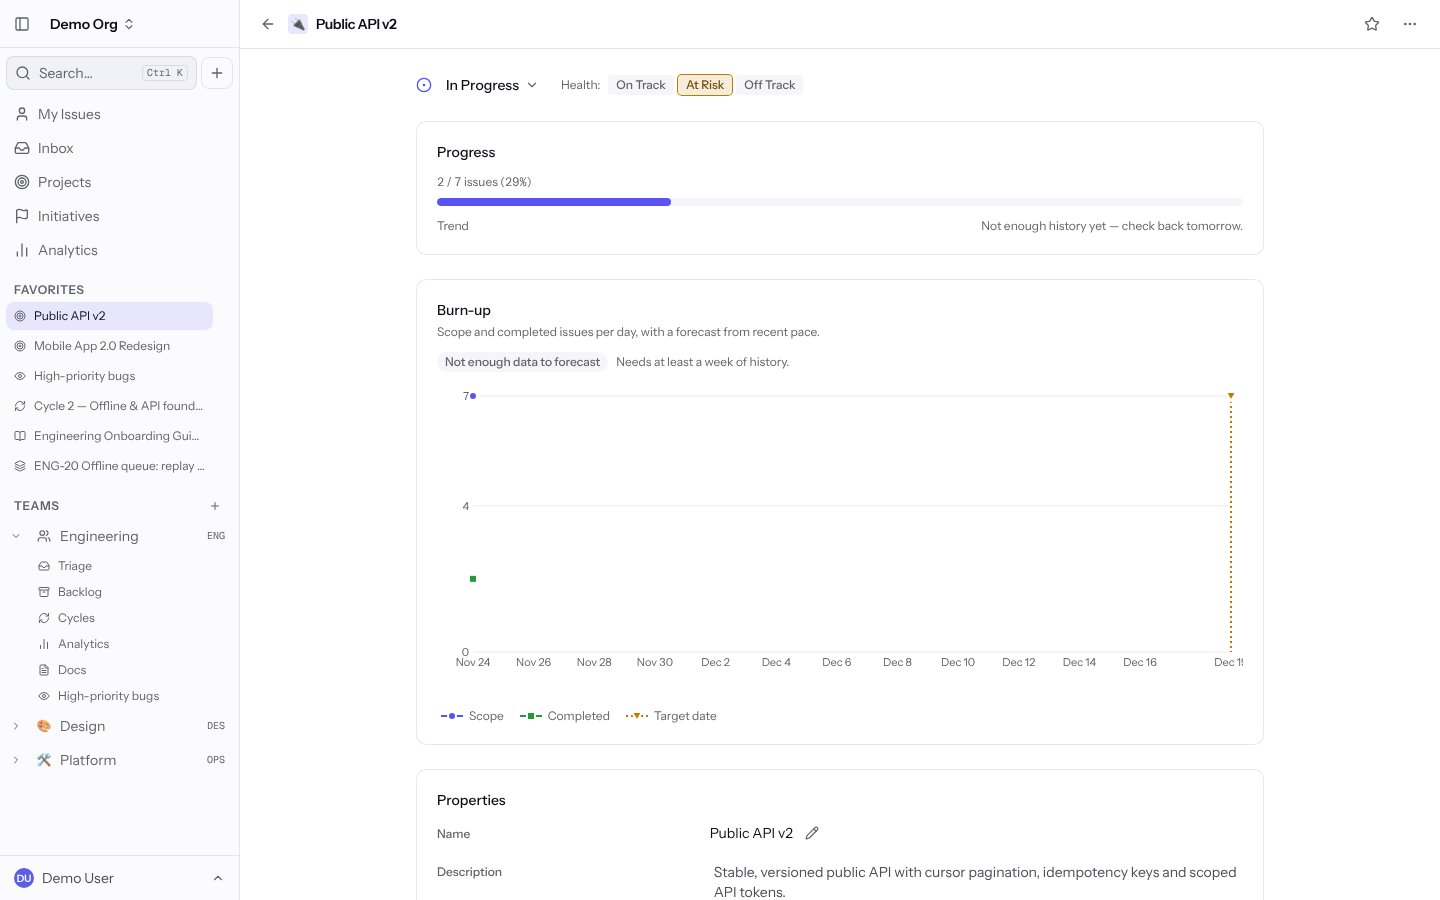 Demo Org
Search...
Ctrl K
My Issues
Inbox
Projects
Initiatives
Analytics
FAVORITES
Public API v2
Mobile App 2.0 Redesign
High-priority bugs
Cycle 2 — Offline & API found...
Engineering Onboarding Gui...
ENG-20 Offline queue: replay ...
TEAMS
Engineering ENG
Triage
Backlog
Cycles
Analytics
Docs
High-priority bugs
Design DES
Platform OPS
DU Demo User
Public API v2
In Progress Health: On Track At Risk Off Track
Progress
2 / 7 issues (29%)
Trend Not enough history yet — check back tomorrow.
Burn-up
Scope and completed issues per day, with a forecast from recent pace.
Not enough data to forecast Needs at least a week of history.
7
4
0
Nov 24 Nov 26 Nov 28 Nov 30 Dec 2 Dec 4 Dec 6 Dec 8 Dec 10 Dec 12 Dec 14 Dec 16 Dec
Scope Completed Target date
Properties
Name Public API v2
Description Stable, versioned public API with cursor pagination, idempotency keys and scoped
API tokens.